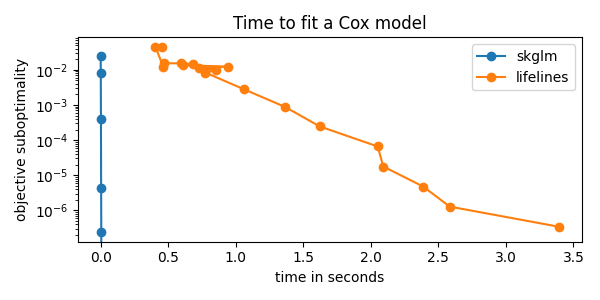 Time to fit a Cox model
objective suboptimality
10⁻²
10⁻³
10⁻⁴
10⁻⁵
10⁻⁶
skglm
lifelines
0.0 0.5 1.0 1.5 2.0 2.5 3.0 3.5
time in seconds